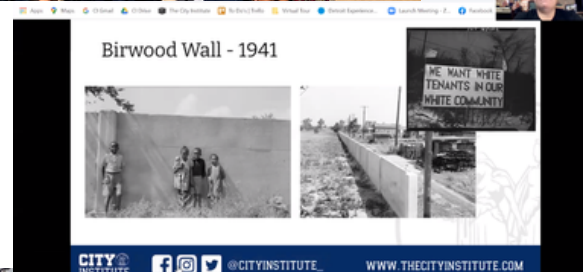 Apps
Maps
CI Gmail
CI Drive
The City Institute
To Do's | Trello
Virtual Tour
Detroit Experience...
Launch Meeting - Z...
Facebook
Birwood Wall - 1941
WE WANT WHITE
TENANTS IN OUR
WHITE COMMUNITY
CITY
INSTITUTE
@CITYINSTITUTE_
WWW.THECITYINSTITUTE.COM